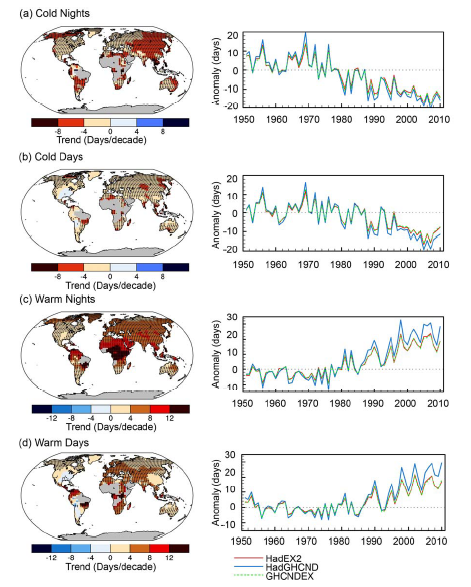 (a) Cold Nights
Anomaly (days)
20
10
0
-10
-20
1950 1960 1970 1980 1990 2000 2010
-8 -4 0 4 8
Trend (Days/decade)
(b) Cold Days
Anomaly (days)
20
10
0
-10
-20
1950 1960 1970 1980 1990 2000 2010
-8 -4 0 4 8
Trend (Days/decade)
(c) Warm Nights
Anomaly (days)
30
20
10
0
-10
1950 1960 1970 1980 1990 2000 2010
-12 -8 -4 0 4 8 12
Trend (Days/decade)
(d) Warm Days
Anomaly (days)
30
20
10
0
-10
1950 1960 1970 1980 1990 2000 2010
-12 -8 -4 0 4 8 12
Trend (Days/decade)
HadEX2
HadGHCND
GHCNDEX